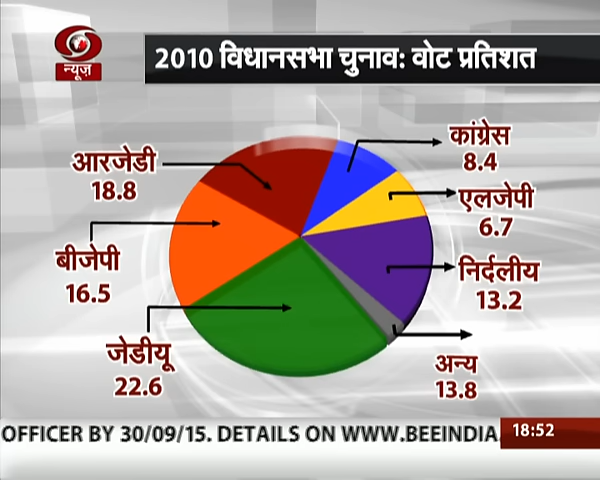 न्यूज़
2010 विधानसभा चुनाव: वोट प्रतिशत
आरजेडी
18.8
कांग्रेस
8.4
एलजेपी
6.7
बीजेपी
16.5
निर्दलीय
13.2
जेडीयू
22.6
अन्य
13.8
OFFICER BY 30/09/15. DETAILS ON WWW.BEEINDIA.
18:52